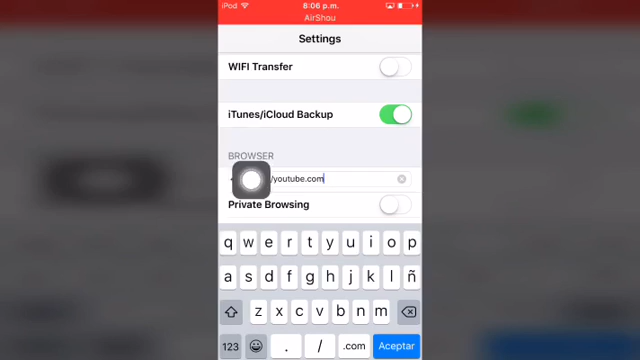 iPod 8:06 p.m.
AirShou
Settings
WIFI Transfer
iTunes/iCloud Backup
BROWSER
/youtube.com
Private Browsing
q w e r t y u i o p
a s d f g h j k l ñ
z x c v b n m
123 . / .com Aceptar